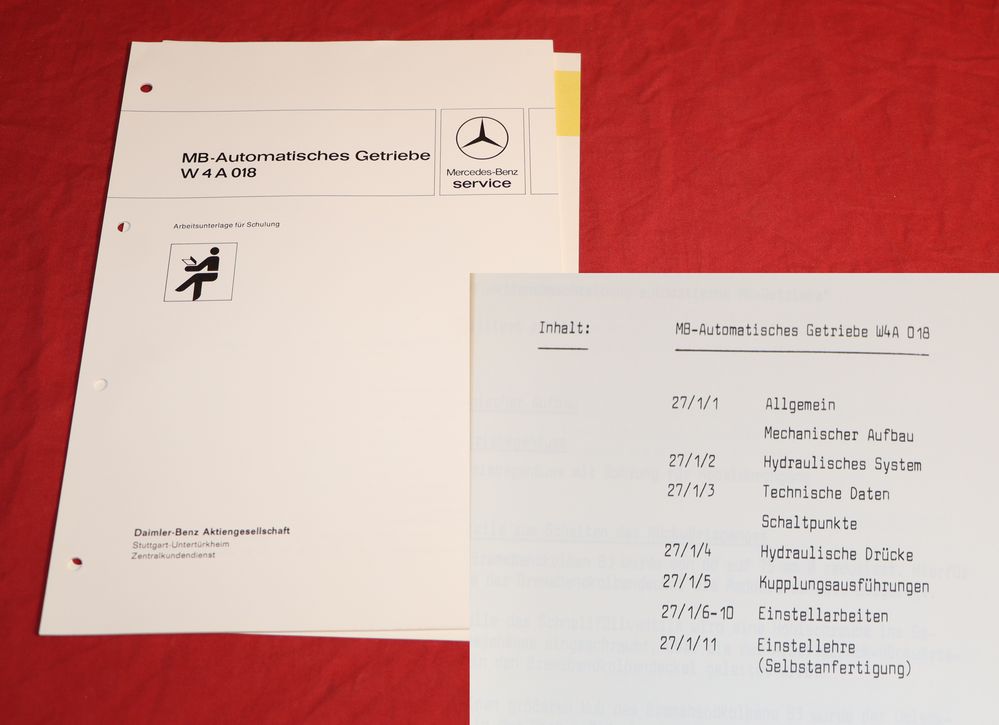 MB-Automatisches Getriebe
W 4 A 018
Mercedes-Benz
service
Arbeitsunterlage für Schulung
Daimler-Benz Aktiengesellschaft
Stuttgart-Untertürkheim
Zentralkundendienst
Inhalt: MB-Automatisches Getriebe W4A 018
27/1/1 Allgemein
Mechanischer Aufbau
27/1/2 Hydraulisches System
27/1/3 Technische Daten
Schaltpunkte
27/1/4 Hydraulische Drücke
27/1/5 Kupplungsausführungen
27/1/6-10 Einstellarbeiten
27/1/11 Einstellehre
(Selbstanfertigung)